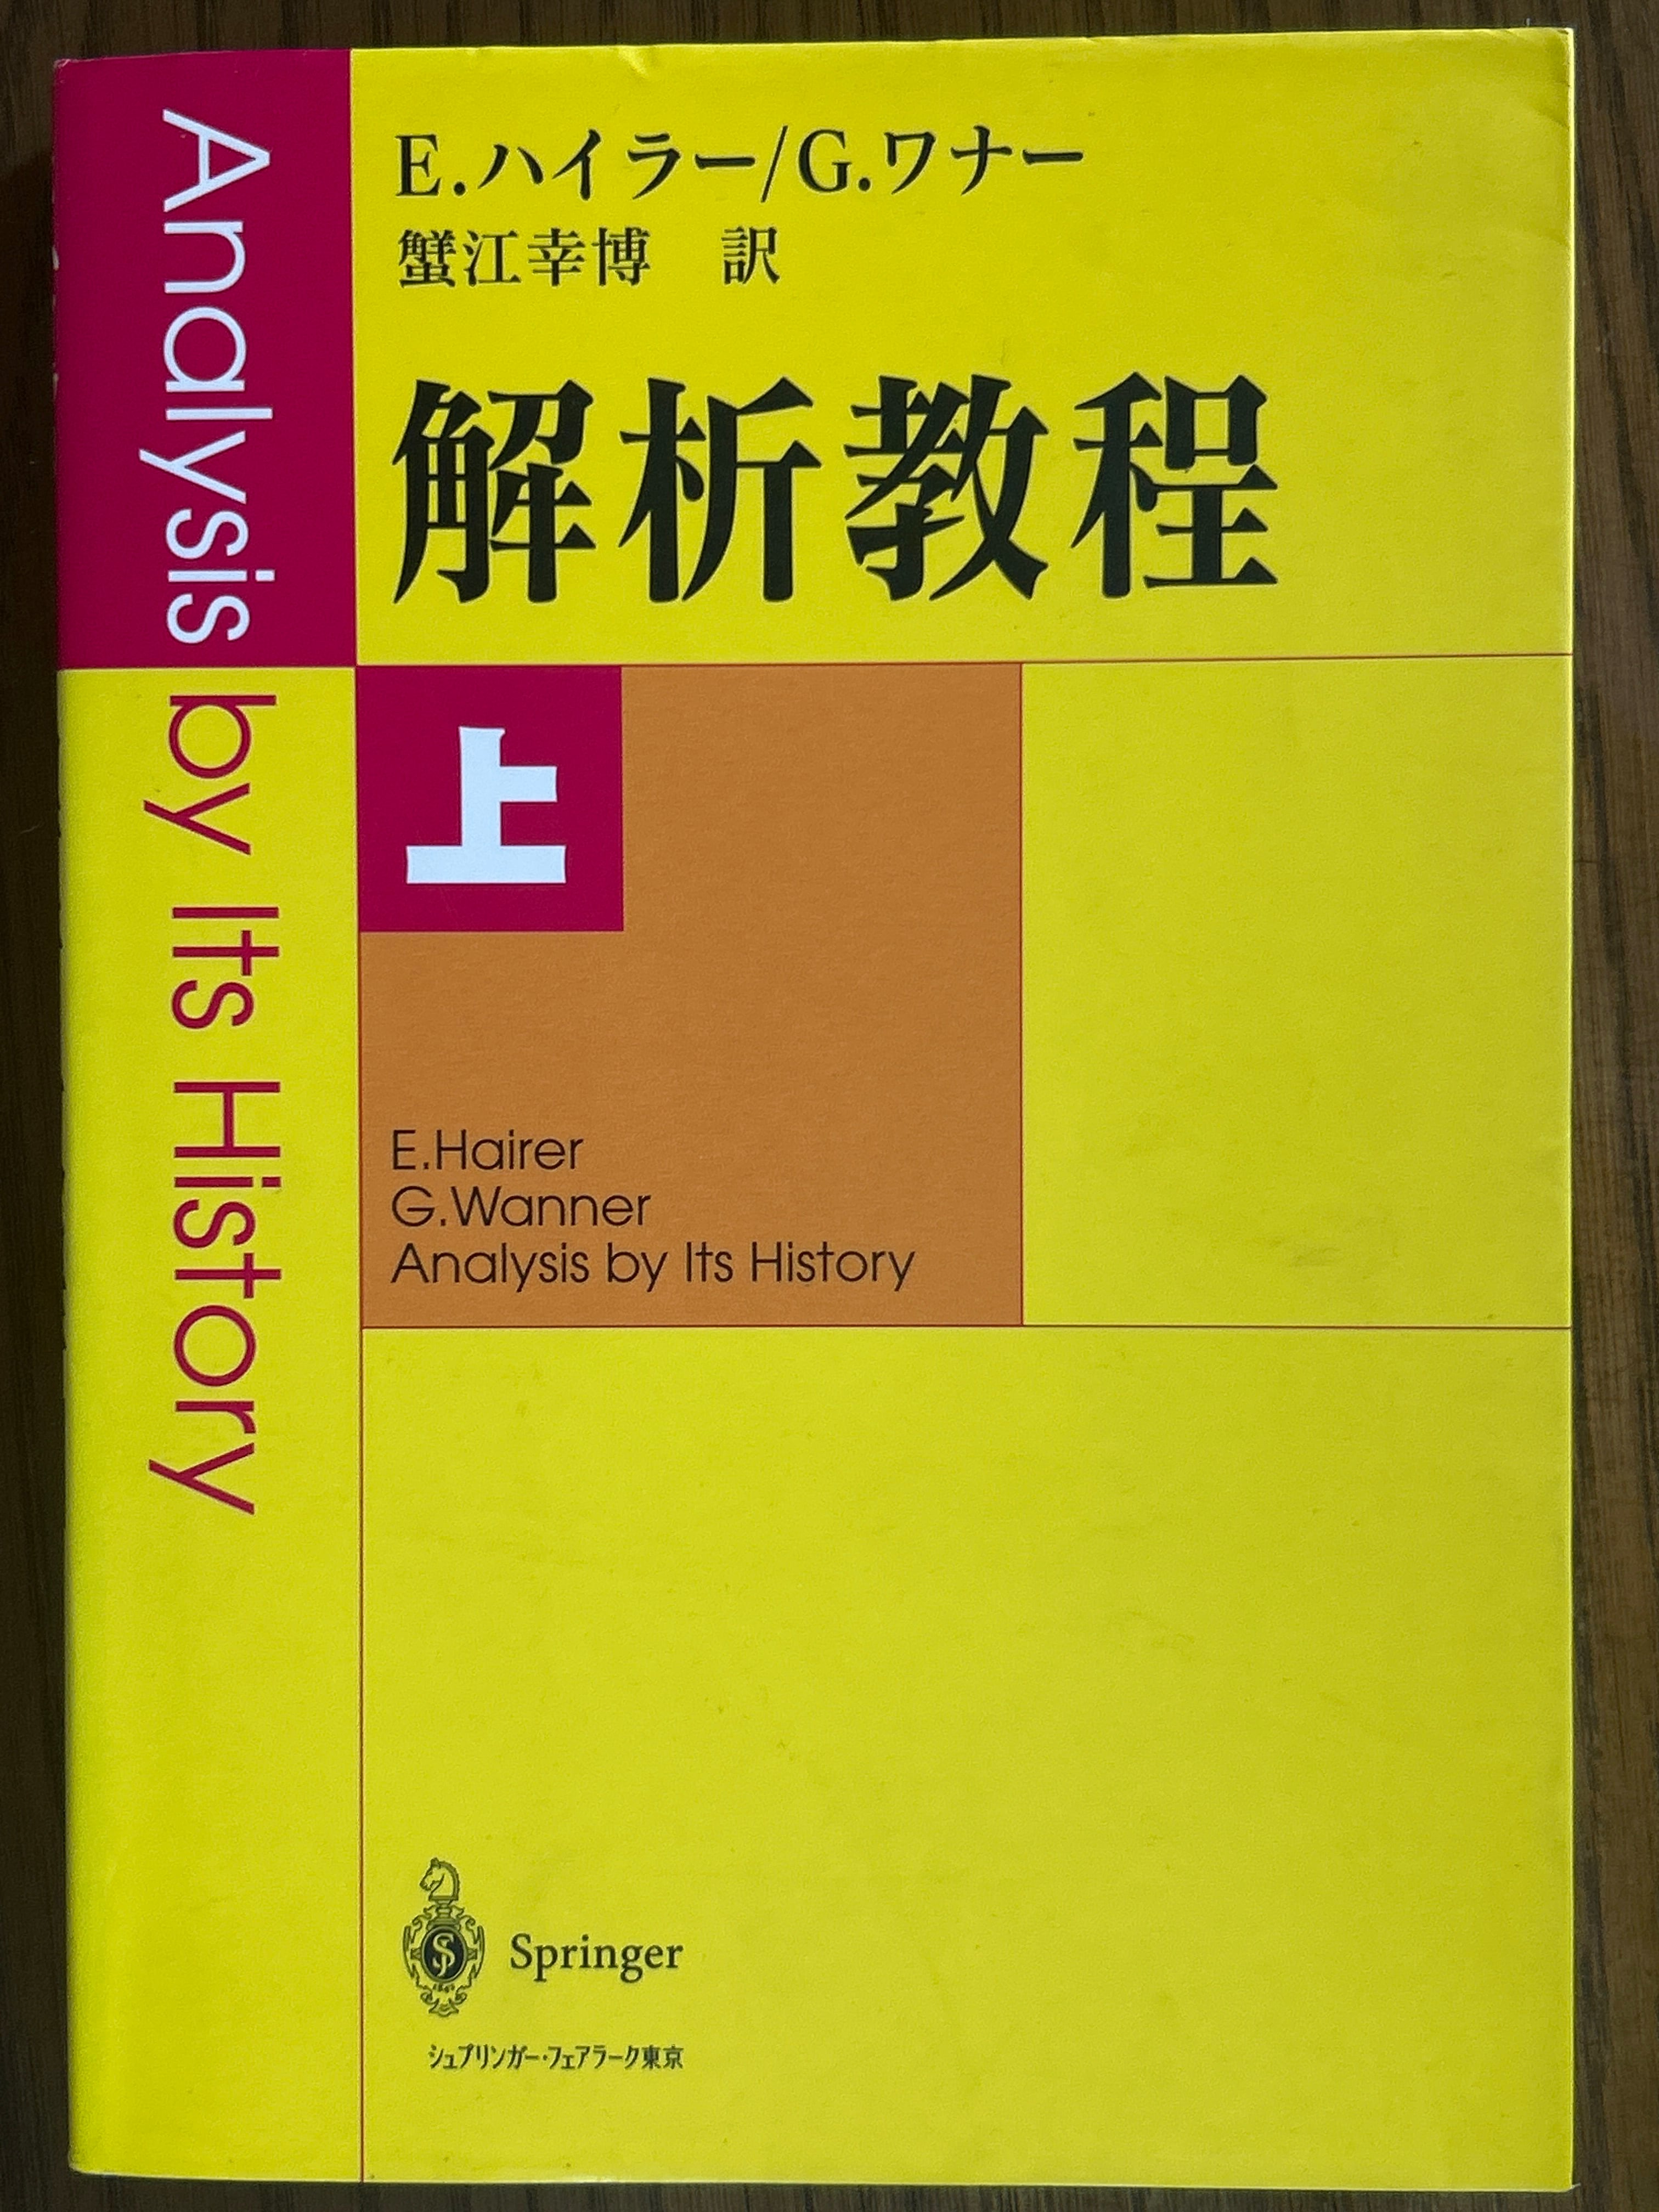 Analysis by Its History
E.ハイラー/G.ワナー
蟹江幸博 訳
解析教程
上
E.Hairer
G.Wanner
Analysis by Its History
Springer
シュプリンガー・フェアラーク東京